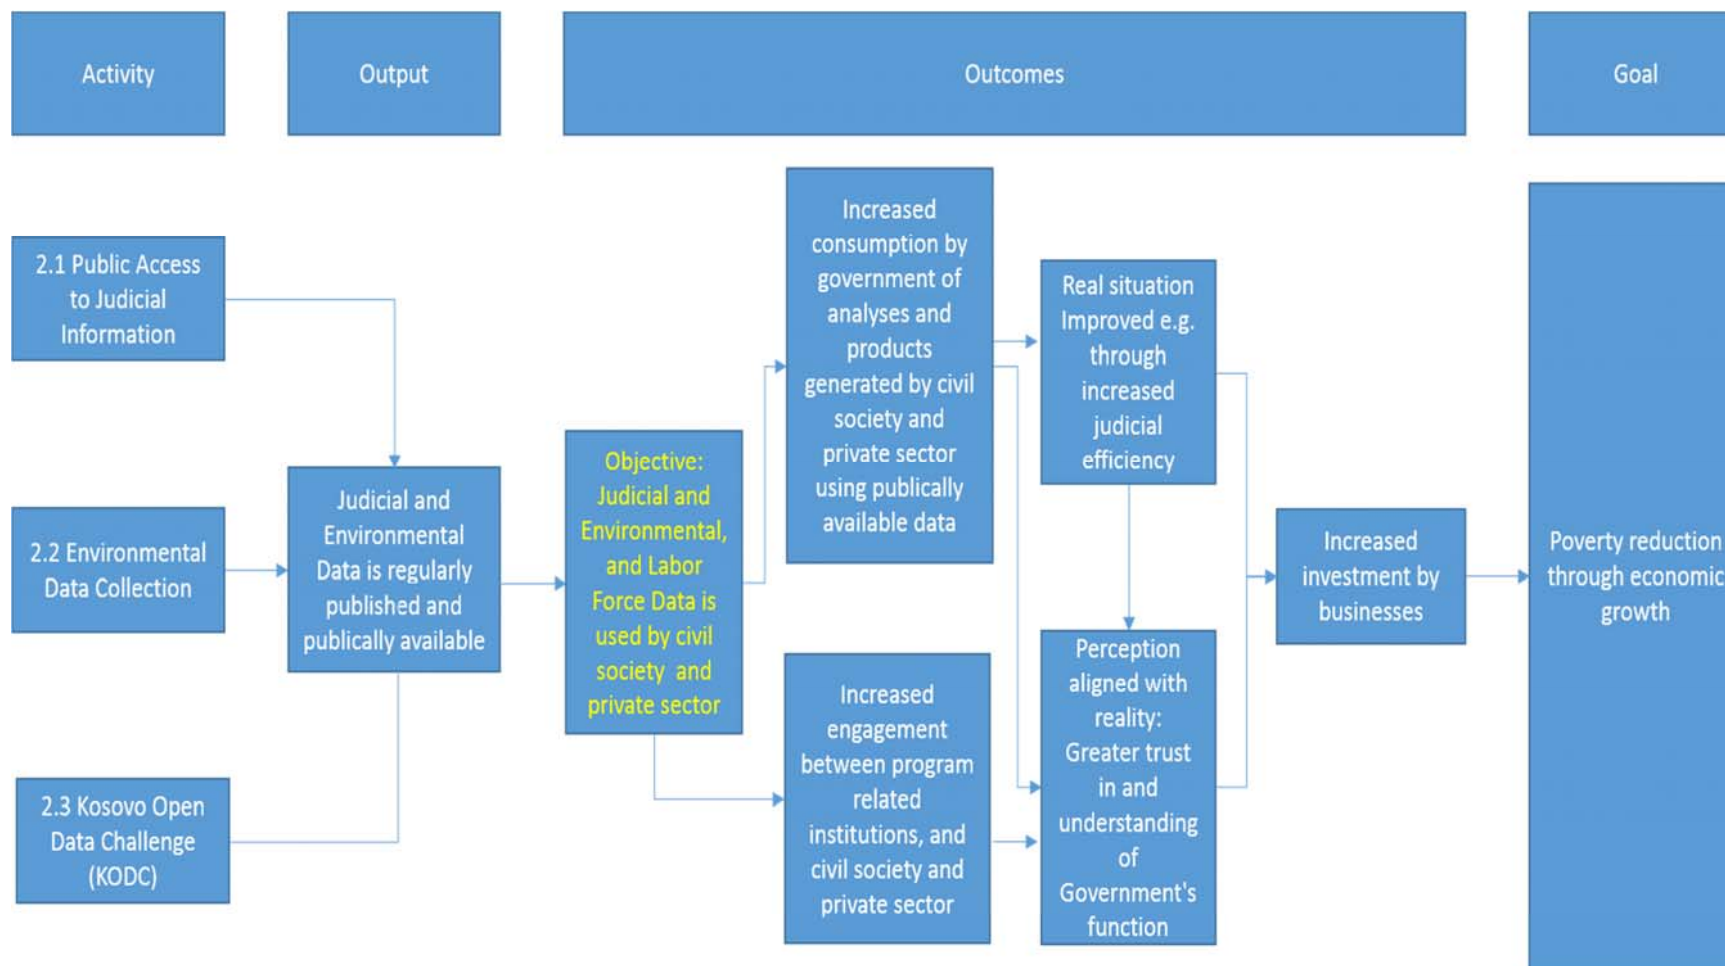 Activity
Output
Outcomes
Goal
2.1 Public Access
to Judicial
Information
2.2 Environmental
Data Collection
2.3 Kosovo Open
Data Challenge
(KODC)
Judicial and
Environmental
Data is regularly
published and
publically available
Objective:
Judicial and
Environmental,
and Labor
Force Data is
used by civil
society and
private sector
Increased
consumption by
government of
analyses and
products
generated by civil
society and
private sector
using publically
available data
Increased
engagement
between program
related
institutions, and
civil society and
private sector
Real situation
Improved e.g.
through
increased
judicial
efficiency
Perception
aligned with
reality:
Greater trust
in and
understanding
of
Government's
function
Increased
investment by
businesses
Poverty reduction
through economic
growth